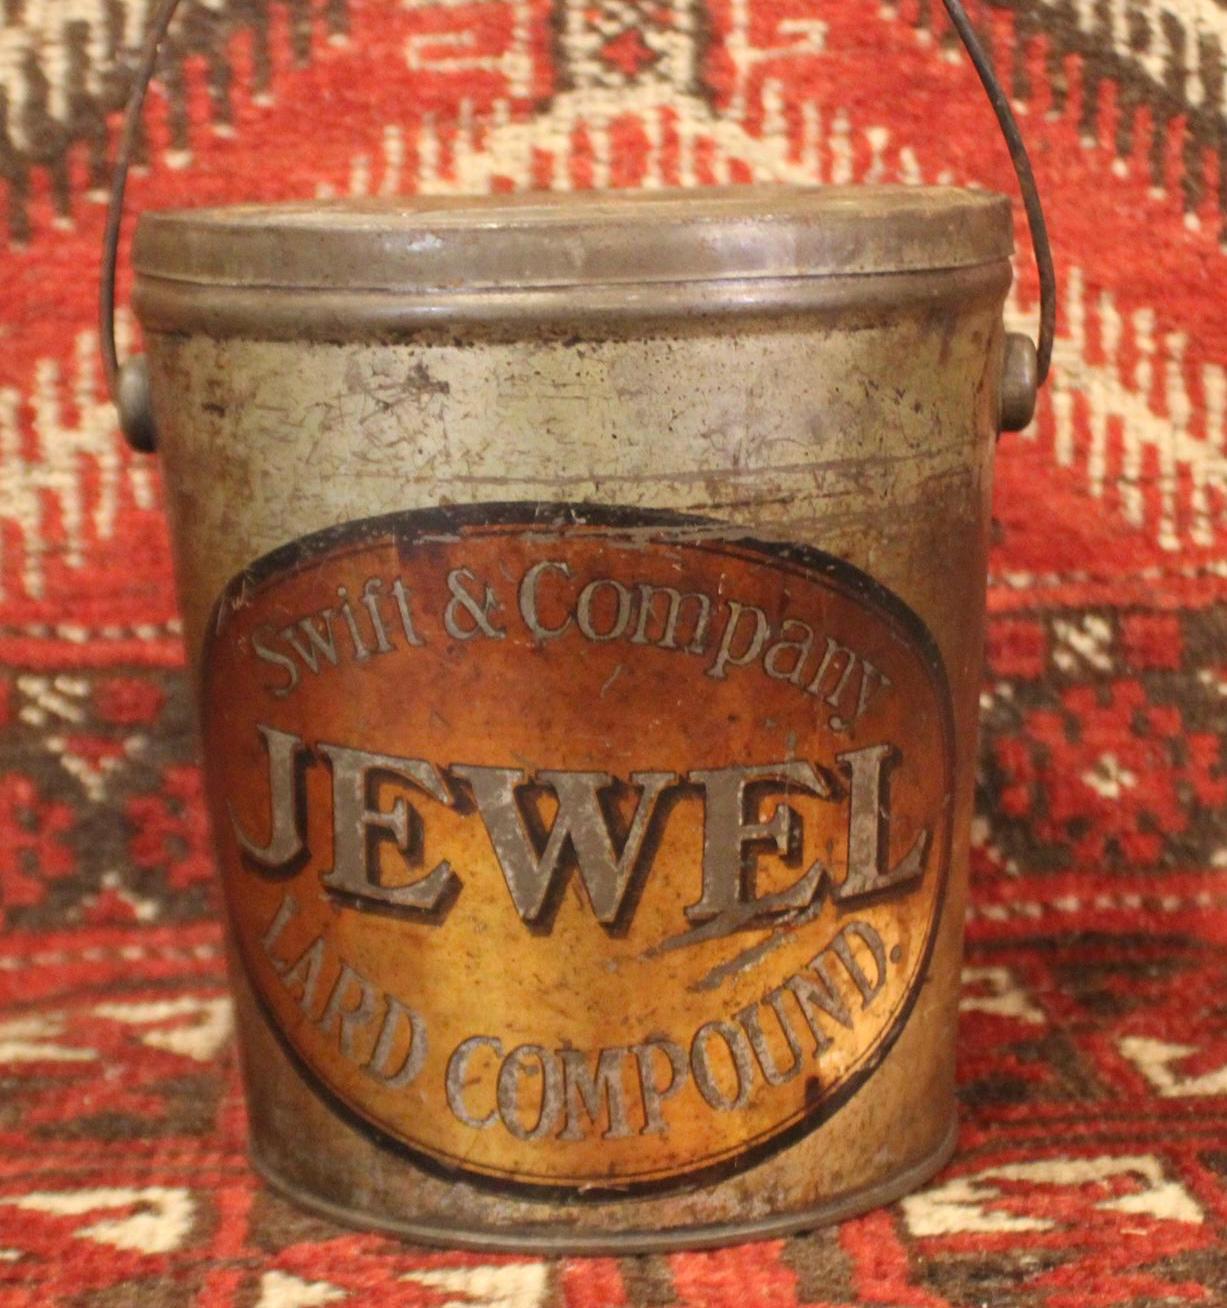 Swift & Company
JEWEL
LARD COMPOUND.